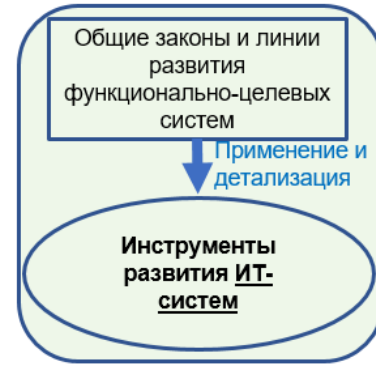 Общие законы и линии
развития
функционально-целевых
систем
Применение и
детализация
Инструменты
развития ИТ-
систем